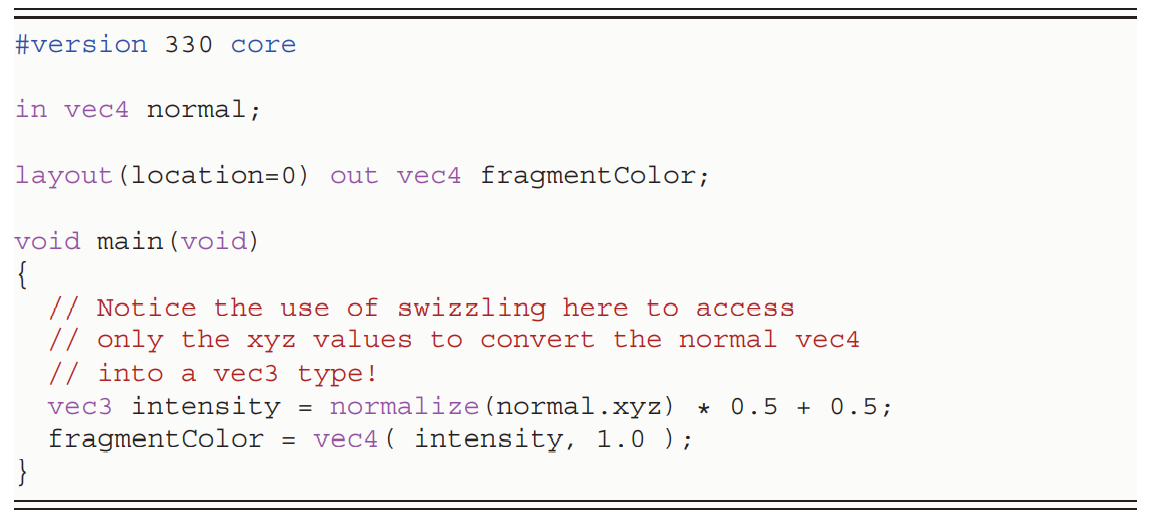 #version 330 core
in vec4 normal;
layout(location=0) out vec4 fragmentColor;
void main(void)
{
// Notice the use of swizzling here to access
// only the xyz values to convert the normal vec4
// into a vec3 type!
vec3 intensity = normalize(normal.xyz) * 0.5 + 0.5;
fragmentColor = vec4( intensity, 1.0 );
}